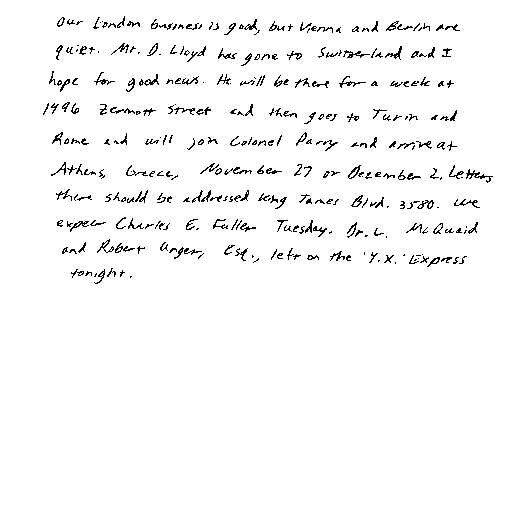 Our London business is good, but Vienna and Berlin are
quiet. Mr. D. Lloyd has gone to Switzerland and I
hope for good news. He will be there for a week at
1496 Zermott Street and then goes to Turin and
Rome and will join Colonel Parry and arrive at
Athens, Greece, November 27 or December 2. Letters
there should be addressed King James Blvd. 3580. We
expect Charles E. Fuller Tuesday. Dr. L. McQuaid
and Robert Unger, Esq., left on the 'Y.X.' Express
tonight.